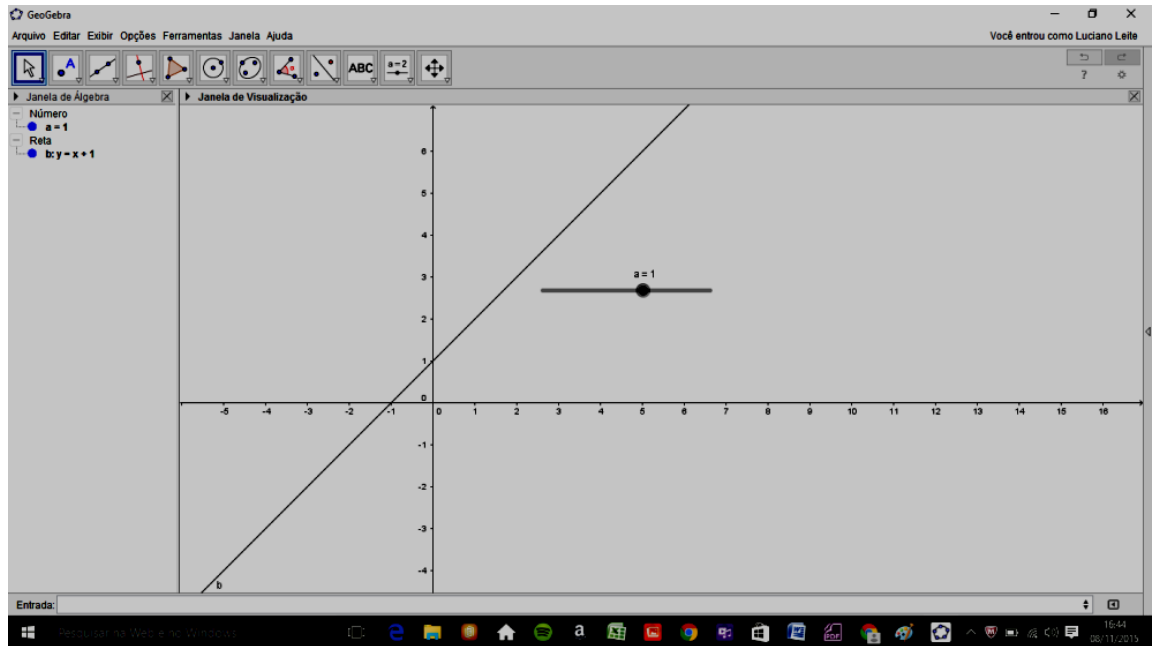 GeoGebra
Arquivo Editar Exibir Opções Ferramentas Janela Ajuda
Você entrou como Luciano Leite
A
ABC
a=2
?
Janela de Álgebra
Janela de Visualização
Número
a = 1
Reta
b: y = x + 1
6
5
4
3
2
1
0
-1
-2
-3
-4
-5 -4 -3 -2 -1 0 1 2 3 4 5 6 7 8 9 10 11 12 13 14 15 16
a = 1
b
Entrada:
Pesquisar na Web e no Windows
a
PDF
16:44
08/11/2015